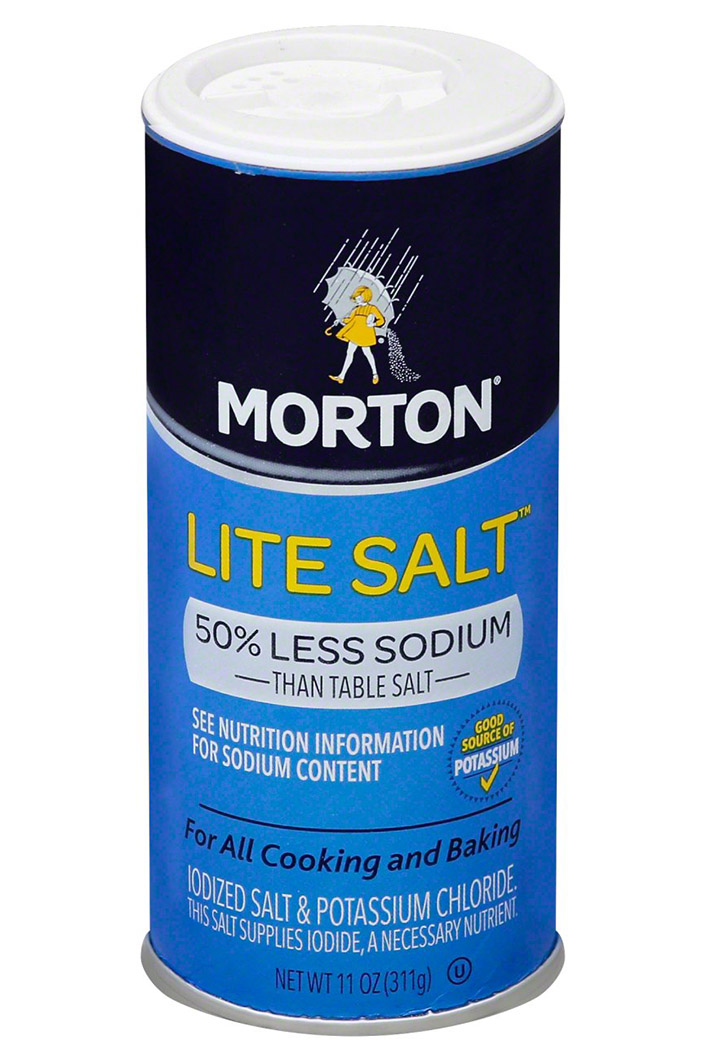 MORTON®
LITE SALT™
50% LESS SODIUM
THAN TABLE SALT
SEE NUTRITION INFORMATION
FOR SODIUM CONTENT
GOOD
SOURCE OF
POTASSIUM
For All Cooking and Baking
IODIZED SALT & POTASSIUM CHLORIDE.
THIS SALT SUPPLIES IODIDE, A NECESSARY NUTRIENT.
NET WT 11 OZ (311g) U